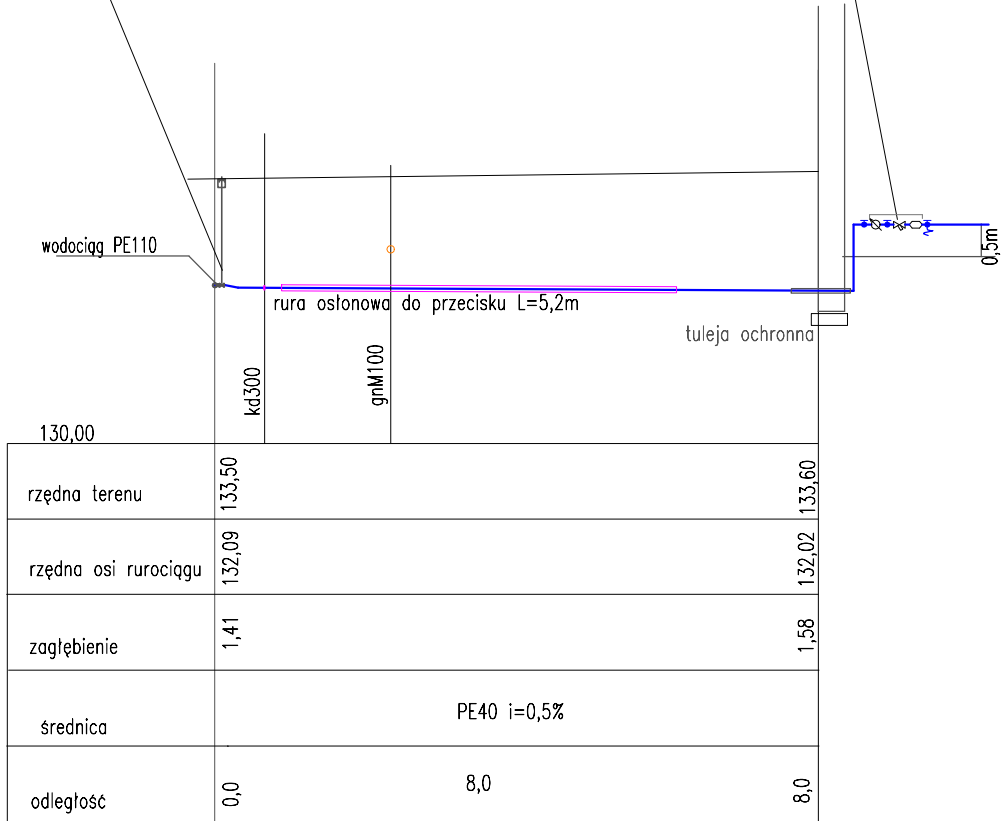 wodociąg PE110
0,5m
rura osłonowa do przecisku L=5,2m
tuleja ochronna
kd300
gnM100
130,00
rzędna terenu 133,50 133,60
rzędna osi rurociągu 132,09 132,02
zagłębienie 1,41 1,58
średnica PE40 i=0,5%
odległość 0,0 8,0 8,0